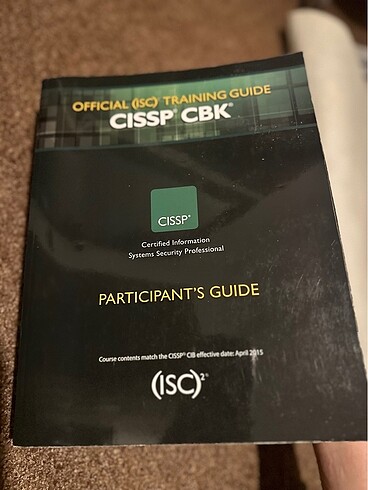 OFFICIAL (ISC)² TRAINING GUIDE
CISSP® CBK®
CISSP®
Certified Information
Systems Security Professional
PARTICIPANT'S GUIDE
Course contents match the CISSP® CIB effective date: April 2015
(ISC)²®